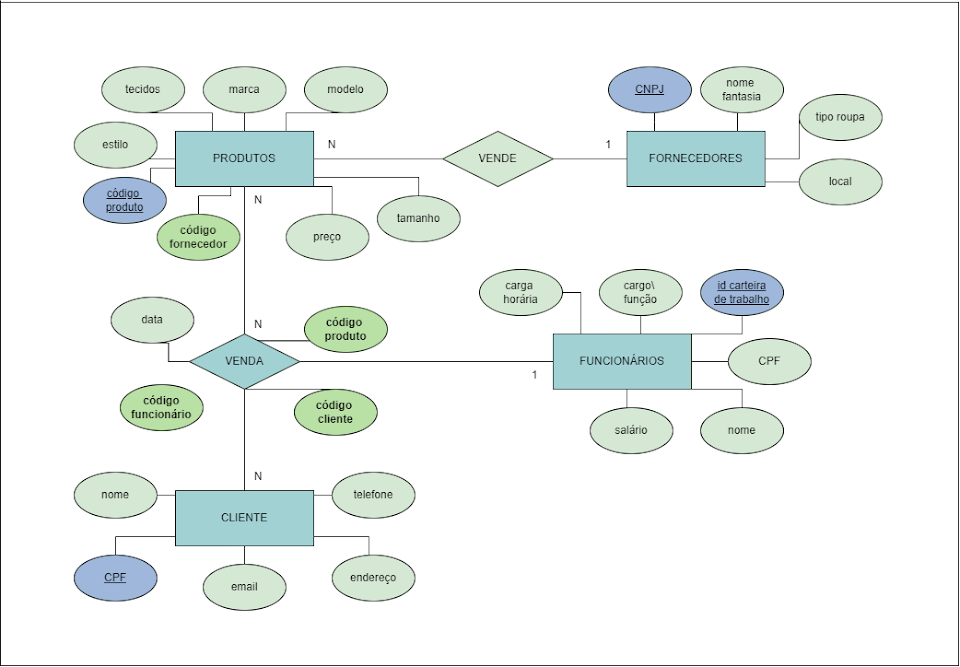 tecidos
marca
modelo
CNPJ
nome
fantasia
tipo roupa
estilo
PRODUTOS
N
VENDE
1
FORNECEDORES
local
código
produto
N
código
fornecedor
preço
tamanho
carga
horária
cargo\
função
id carteira
de trabalho
data
N
código
produto
VENDA
1
FUNCIONÁRIOS
CPF
código
funcionário
código
cliente
salário
nome
N
nome
telefone
CLIENTE
CPF
email
endereço